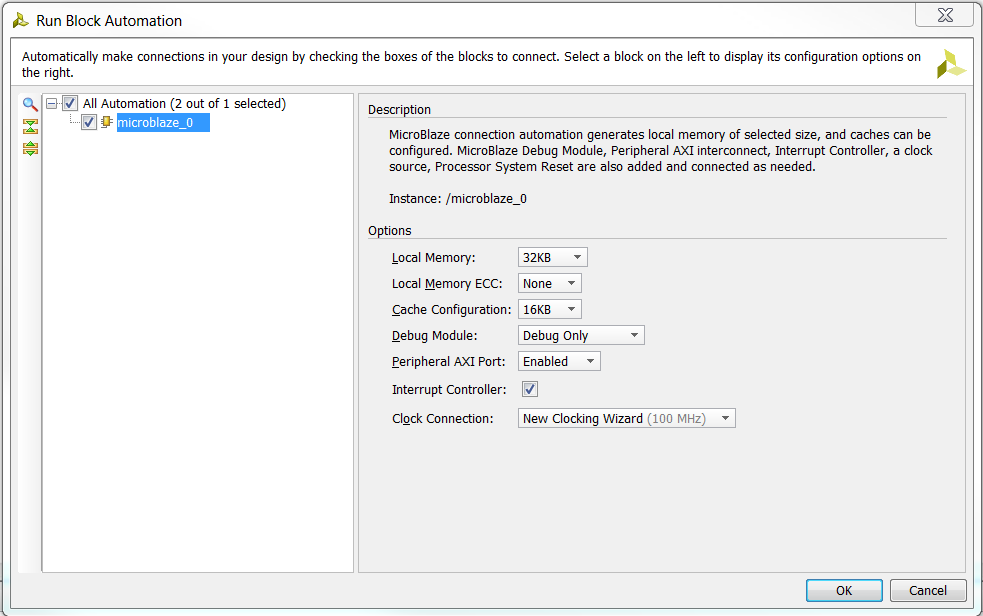 Run Block Automation
Automatically make connections in your design by checking the boxes of the blocks to connect. Select a block on the left to display its configuration options on
the right.
All Automation (2 out of 1 selected)
microblaze_0
Description
MicroBlaze connection automation generates local memory of selected size, and caches can be
configured. MicroBlaze Debug Module, Peripheral AXI interconnect, Interrupt Controller, a clock
source, Processor System Reset are also added and connected as needed.
Instance: /microblaze_0
Options
Local Memory: 32KB
Local Memory ECC: None
Cache Configuration: 16KB
Debug Module: Debug Only
Peripheral AXI Port: Enabled
Interrupt Controller:
Clock Connection: New Clocking Wizard (100 MHz)
OK Cancel